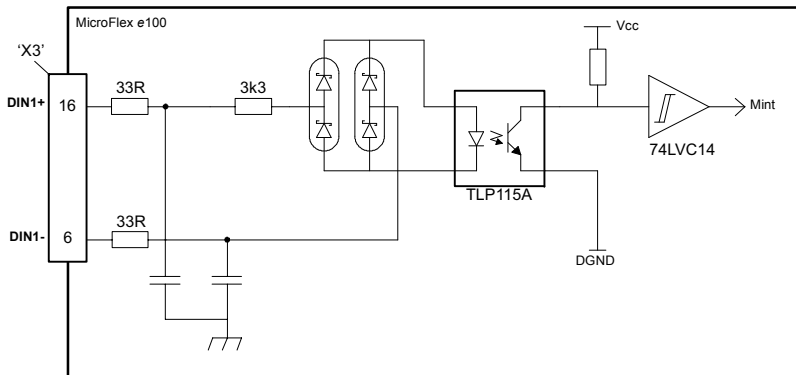 MicroFlex e100
'X3'
DIN1+
16
33R
3k3
Vcc
Mint
74LVC14
TLP115A
DIN1-
6
33R
DGND